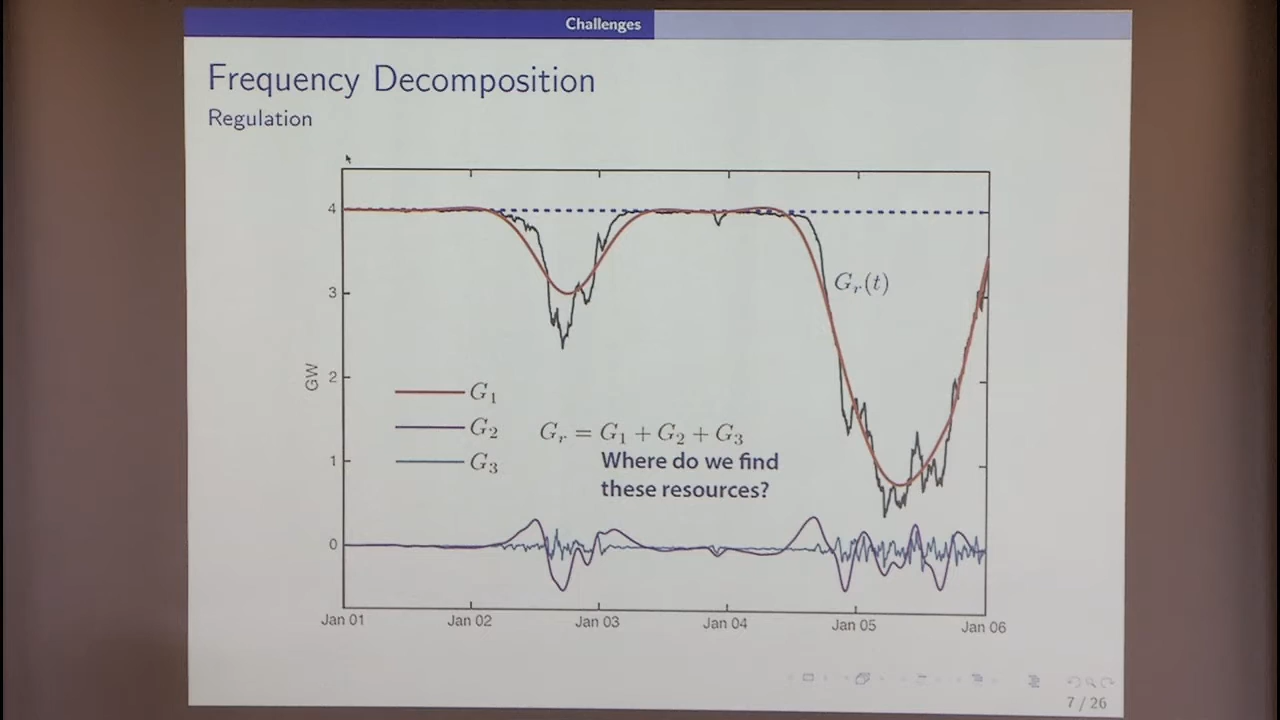 Challenges
Frequency Decomposition
Regulation
4
3
2
1
0
GW
G_r(t)
G_1
G_2
G_3
G_r = G_1 + G_2 + G_3
Where do we find
these resources?
Jan 01 Jan 02 Jan 03 Jan 04 Jan 05 Jan 06
7 / 26